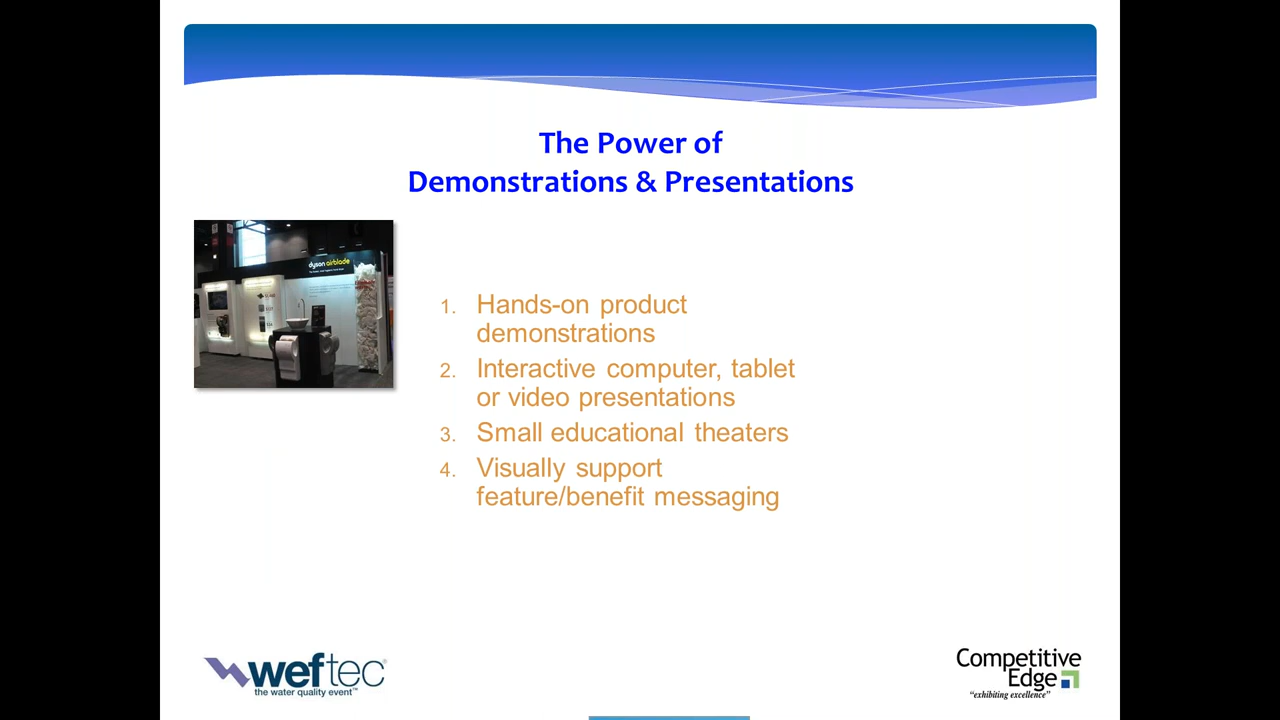 The Power of
Demonstrations & Presentations
dyson airblade
1. Hands-on product
demonstrations
2. Interactive computer, tablet
or video presentations
3. Small educational theaters
4. Visually support
feature/benefit messaging
weftec®
the water quality event™
Competitive
Edge
"exhibiting excellence"